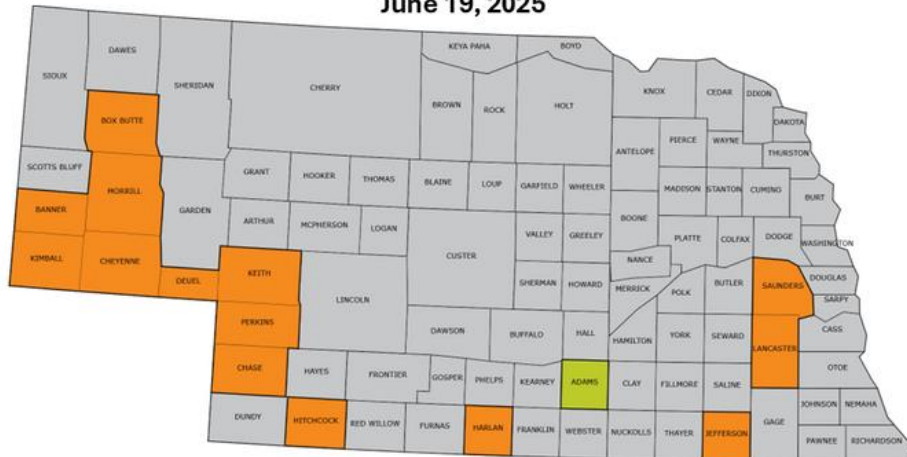 June 19, 2025
KEYA PAHA
BOYD
DAWES
SIOUX
SHERIDAN
CHERRY
KNOX
CEDAR
DIXON
BROWN
ROCK
HOLT
BOX BUTTE
DAKOTA
PIERCE
WAYNE
ANTELOPE
THURSTON
SCOTTS BLUFF
GRANT
HOOKER
THOMAS
BLAINE
LOUP
GARFIELD
WHEELER
MADISON
STANTON
CUMING
MORRILL
BURT
BANNER
GARDEN
ARTHUR
MCPHERSON
LOGAN
BOONE
VALLEY
GREELEY
PLATTE
COLFAX
DODGE
WASHINGTON
CUSTER
NANCE
KIMBALL
CHEYENNE
DEUEL
KEITH
LINCOLN
SHERMAN
HOWARD
MERRICK
POLK
BUTLER
SAUNDERS
DOUGLAS
SARPY
PERKINS
DAWSON
BUFFALO
HALL
HAMILTON
YORK
SEWARD
LANCASTER
CASS
CHASE
HAYES
FRONTIER
GOSPER
PHELPS
KEARNEY
ADAMS
CLAY
FILLMORE
SALINE
OTOE
DUNDY
HITCHCOCK
RED WILLOW
FURNAS
HARLAN
FRANKLIN
WEBSTER
NUCKOLLS
THAYER
JEFFERSON
GAGE
JOHNSON
NEMAHA
PAWNEE
RICHARDSON